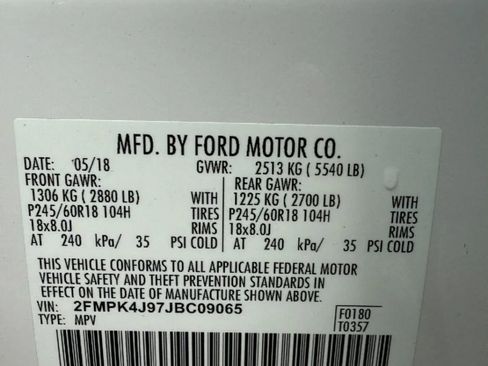 MFD. BY FORD MOTOR CO.
DATE: 05/18 GVWR: 2513 KG ( 5540 LB)
FRONT GAWR: REAR GAWR:
1306 KG ( 2880 LB) WITH 1225 KG ( 2700 LB) WITH
P245/60R18 104H TIRES P245/60R18 104H TIRES
18x8.0J RIMS 18x8.0J RIMS
AT 240 kPa/ 35 PSI COLD AT 240 kPa/ 35 PSI COLD
THIS VEHICLE CONFORMS TO ALL APPLICABLE FEDERAL MOTOR
VEHICLE SAFETY AND THEFT PREVENTION STANDARDS IN
EFFECT ON THE DATE OF MANUFACTURE SHOWN ABOVE.
VIN: 2FMPK4J97JBC09065 F0180
TYPE: MPV T0357